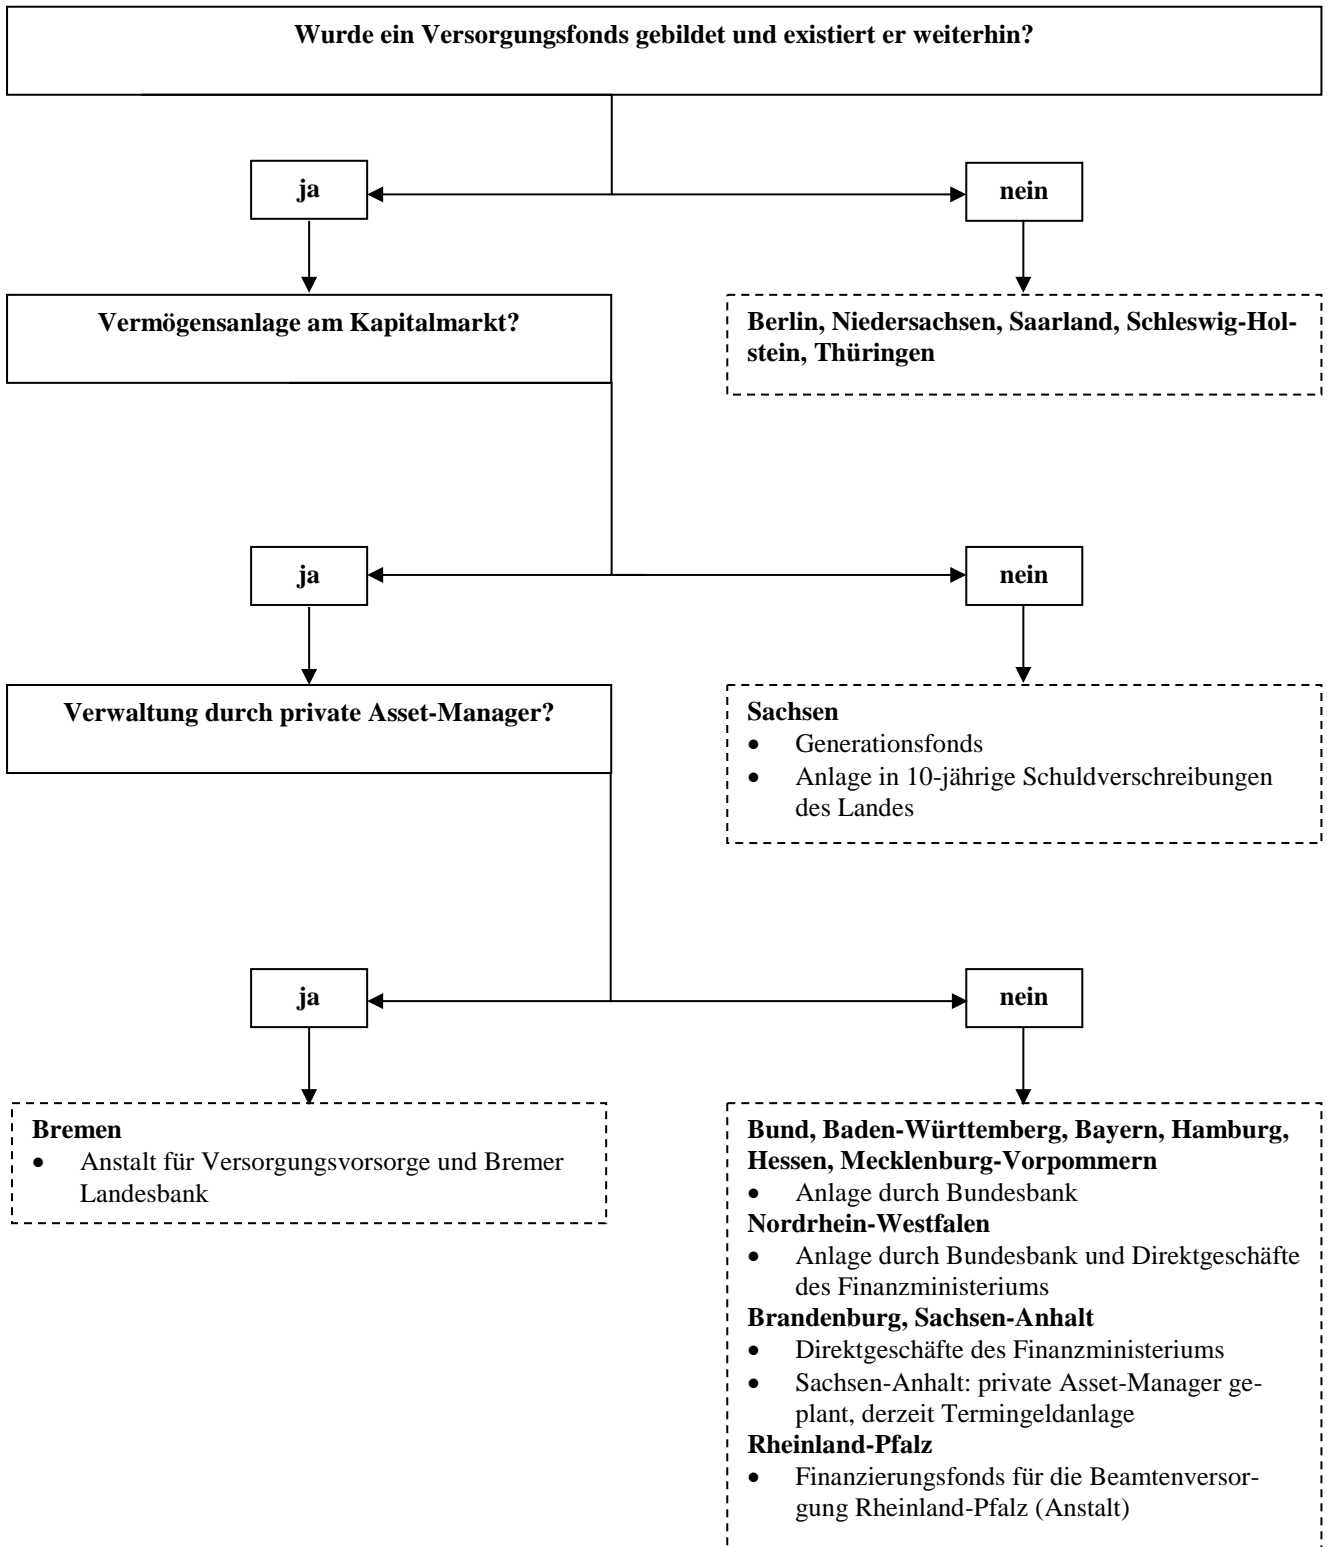 Wurde ein Versorgungsfonds gebildet und existiert er weiterhin?
ja
nein
Vermögensanlage am Kapitalmarkt?
Berlin, Niedersachsen, Saarland, Schleswig-Hol-
stein, Thüringen
ja
nein
Verwaltung durch private Asset-Manager?
Sachsen
• Generationsfonds
• Anlage in 10-jährige Schuldverschreibungen
des Landes
ja
nein
Bremen
• Anstalt für Versorgungsvorsorge und Bremer
Landesbank
Bund, Baden-Württemberg, Bayern, Hamburg,
Hessen, Mecklenburg-Vorpommern
• Anlage durch Bundesbank
Nordrhein-Westfalen
• Anlage durch Bundesbank und Direktgeschäfte
des Finanzministeriums
Brandenburg, Sachsen-Anhalt
• Direktgeschäfte des Finanzministeriums
• Sachsen-Anhalt: private Asset-Manager ge-
plant, derzeit Termingeldanlage
Rheinland-Pfalz
• Finanzierungsfonds für die Beamtenversor-
gung Rheinland-Pfalz (Anstalt)